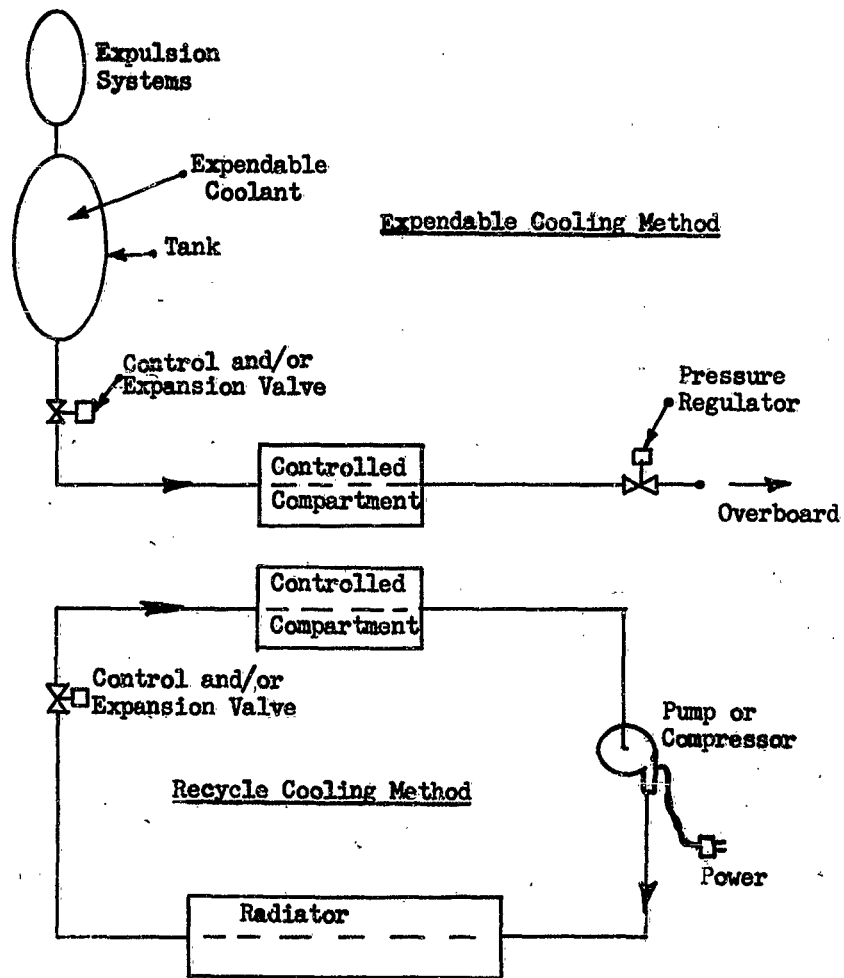 Expulsion
Systems
Expendable
Coolant
Expendable Cooling Method
Tank
Control and/or
Expansion Valve
Pressure
Regulator
Controlled
Compartment
Overboard
Controlled
Compartment
Control and/or
Expansion Valve
Pump or
Compressor
Recycle Cooling Method
Power
Radiator